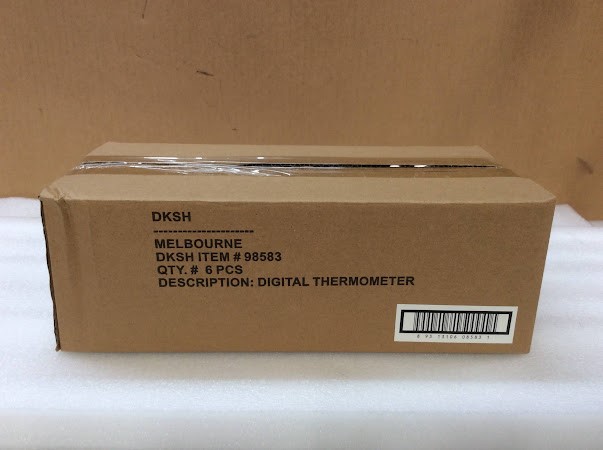 DKSH
---------------------
MELBOURNE
DKSH ITEM # 98583
QTY. # 6 PCS
DESCRIPTION: DIGITAL THERMOMETER